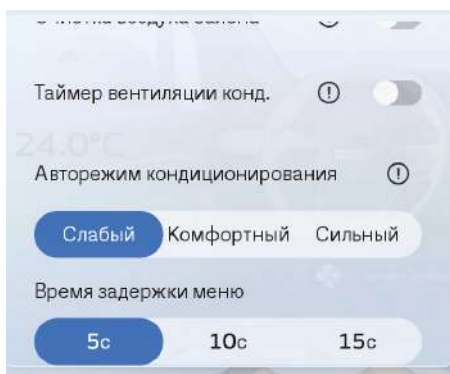 Таймер вентиляции конд.
24.0°C
Авторежим кондиционирования
Слабый Комфортный Сильный
Время задержки меню
5с 10с 15с